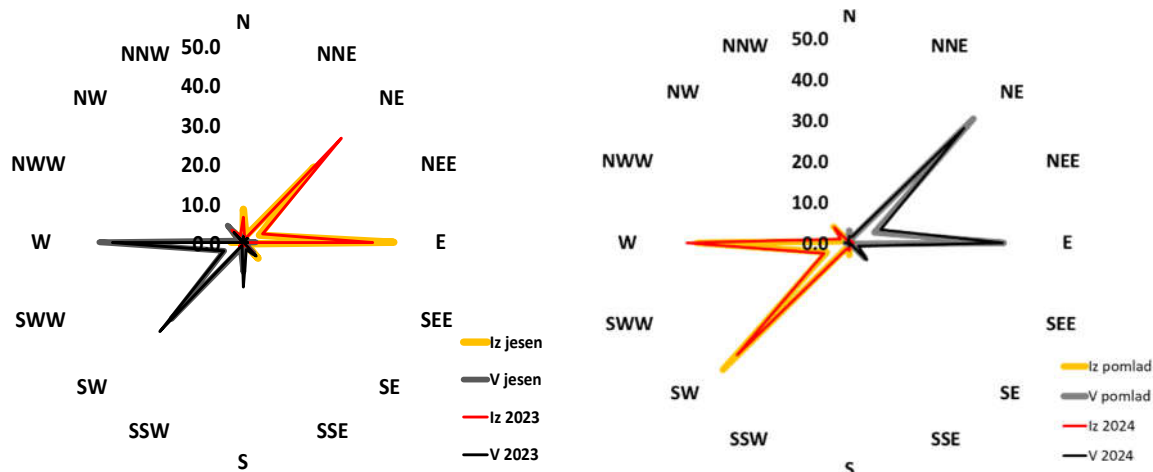 N
NNE
NE
NEE
E
SEE
SE
SSE
S
SSW
SW
SWW
W
NWW
NW
NNW
50.0
40.0
30.0
20.0
10.0
0.0
Iz jesen
V jesen
Iz 2023
V 2023
N
NNE
NE
NEE
E
SEE
SE
SSE
S
SSW
SW
SWW
W
NWW
NW
NNW
50.0
40.0
30.0
20.0
10.0
0.0
Iz pomlad
V pomlad
Iz 2024
V 2024